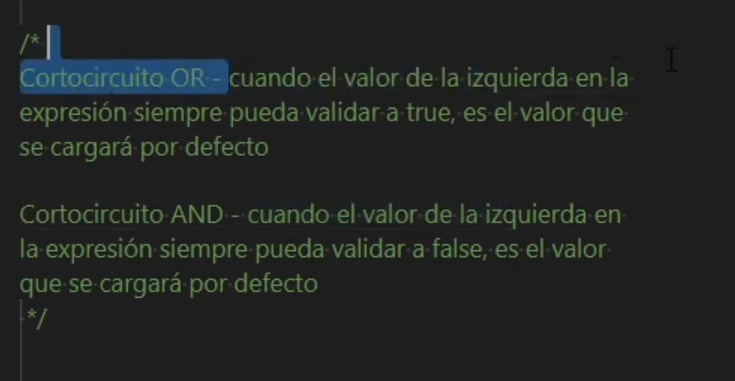 /*
Cortocircuito OR - cuando el valor de la izquierda en la
expresión siempre pueda validar a true, es el valor que
se cargará por defecto
Cortocircuito AND - cuando el valor de la izquierda en
la expresión siempre pueda validar a false, es el valor
que se cargará por defecto
*/